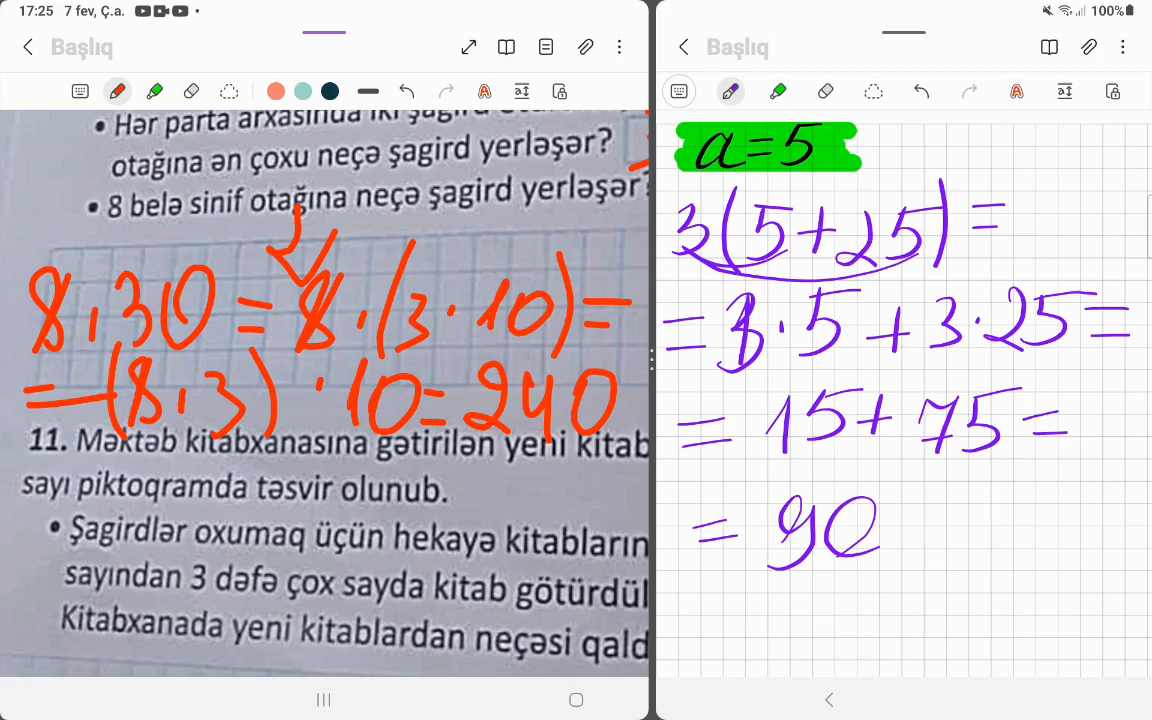 17:25 7 fev, Ç.a.
100%
Başlıq
Başlıq
• Hər parta arxasında iki
otağına ən çoxu neçə şagird yerləşər?
• 8 belə sinif otağına neçə şagird yerləşər?
8·30=8·(3·10)=
=(8·3)·10=240
11. Məktəb kitabxanasına gətirilən yeni kitab
sayı piktoqramda təsvir olunub.
• Şagirdlər oxumaq üçün hekayə kitabların
sayından 3 dəfə çox sayda kitab götürdül
Kitabxanada yeni kitablardan neçəsi qald
a=5
3(5+25)=
=3·5+3·25=
=15+75=
=90